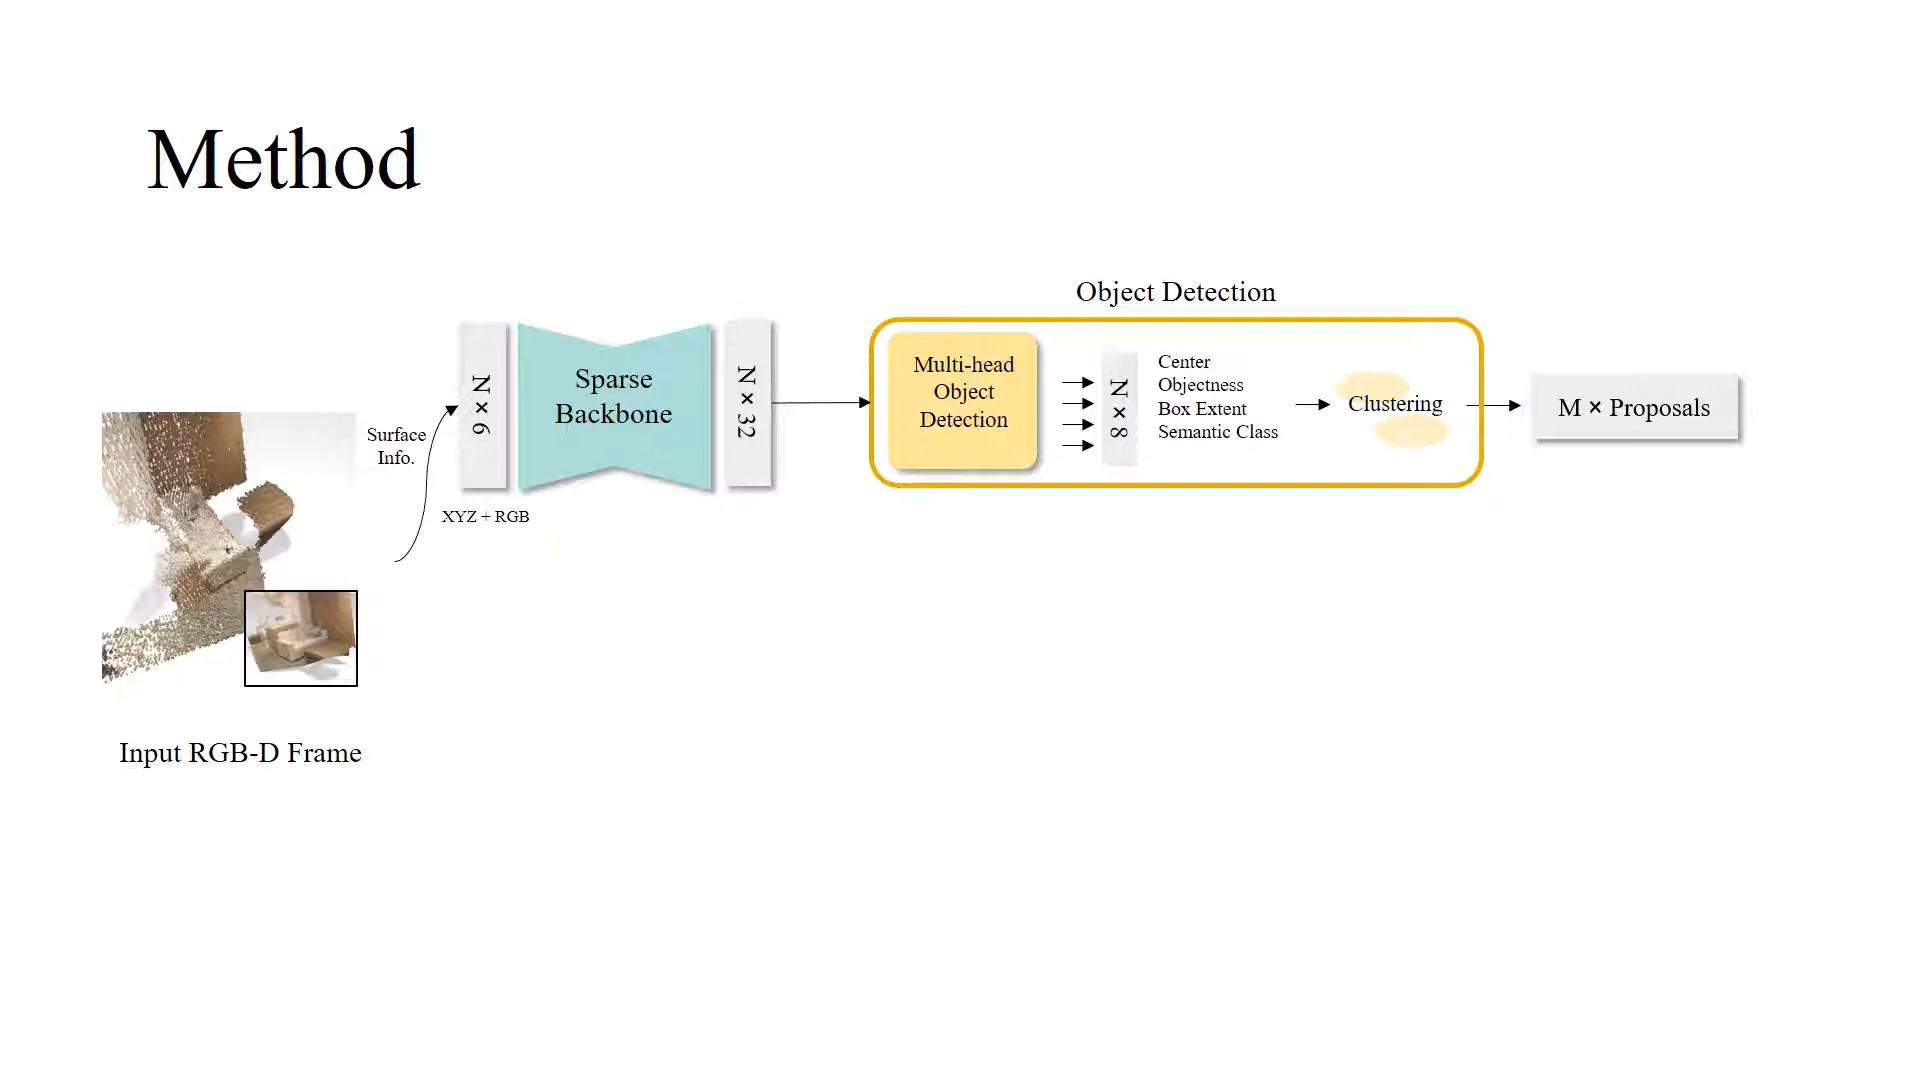 Method
Object Detection
Surface
Info.
N × 6
Sparse
Backbone
N × 32
Multi-head
Object
Detection
N × 8
Center
Objectness
Box Extent
Semantic Class
Clustering
M × Proposals
XYZ + RGB
Input RGB-D Frame